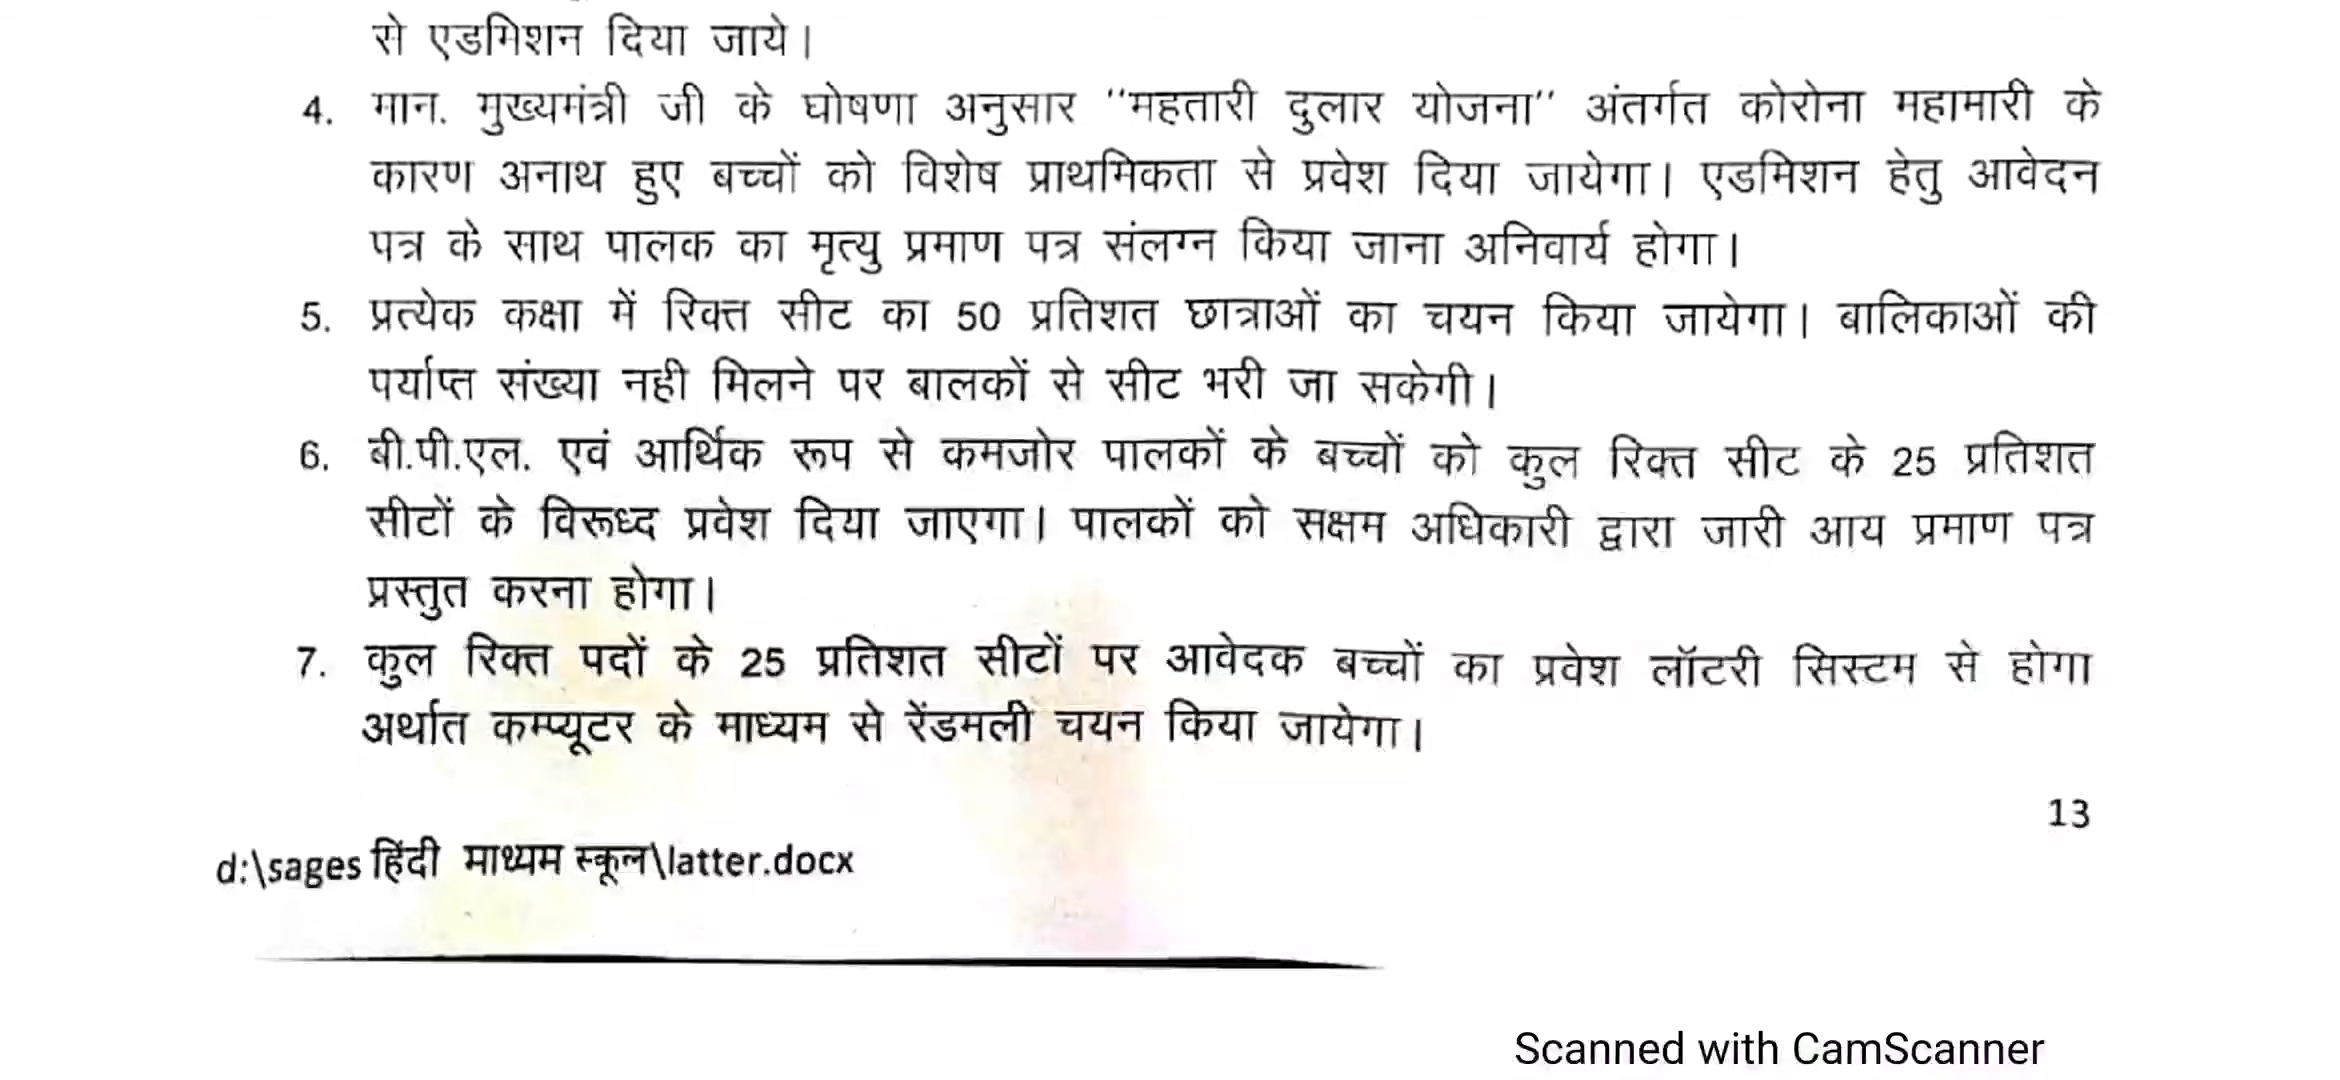 से एडमिशन दिया जाये।
4. मान. मुख्यमंत्री जी के घोषणा अनुसार ''महतारी दुलार योजना'' अंतर्गत कोरोना महामारी के
कारण अनाथ हुए बच्चों को विशेष प्राथमिकता से प्रवेश दिया जायेगा। एडमिशन हेतु आवेदन
पत्र के साथ पालक का मृत्यु प्रमाण पत्र संलग्न किया जाना अनिवार्य होगा।
5. प्रत्येक कक्षा में रिक्त सीट का 50 प्रतिशत छात्राओं का चयन किया जायेगा। बालिकाओं की
पर्याप्त संख्या नही मिलने पर बालकों से सीट भरी जा सकेगी।
6. बी.पी.एल. एवं आर्थिक रूप से कमजोर पालकों के बच्चों को कुल रिक्त सीट के 25 प्रतिशत
सीटों के विरूध्द प्रवेश दिया जाएगा। पालकों को सक्षम अधिकारी द्वारा जारी आय प्रमाण पत्र
प्रस्तुत करना होगा।
7. कुल रिक्त पदों के 25 प्रतिशत सीटों पर आवेदक बच्चों का प्रवेश लॉटरी सिस्टम से होगा
अर्थात कम्प्यूटर के माध्यम से रेंडमली चयन किया जायेगा।
13
d:\sages हिंदी माध्यम स्कूल\latter.docx
Scanned with CamScanner